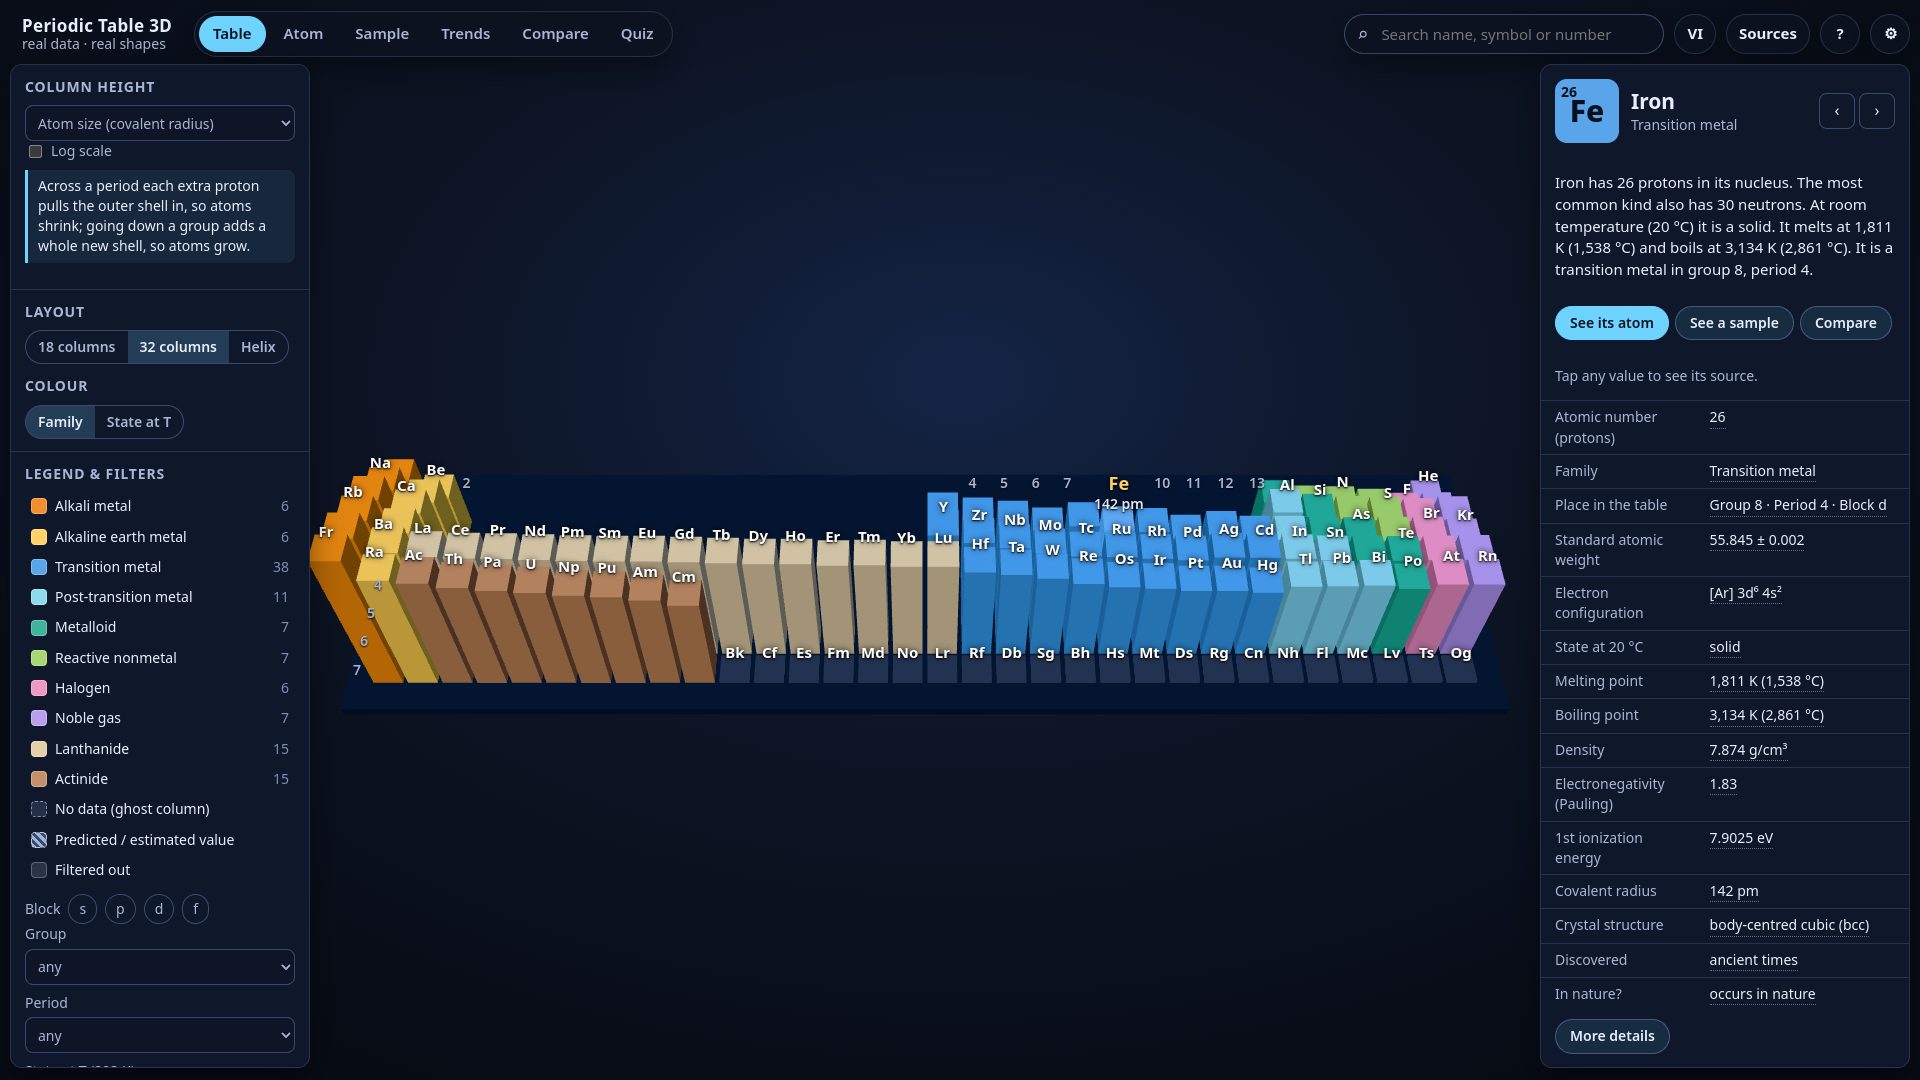 Periodic Table 3D
real data · real shapes
Table Atom Sample Trends Compare Quiz
Search name, symbol or number
VI Sources ? 
COLUMN HEIGHT
Atom size (covalent radius)
Log scale
Across a period each extra proton
pulls the outer shell in, so atoms
shrink; going down a group adds a
whole new shell, so atoms grow.
LAYOUT
18 columns 32 columns Helix
COLOUR
Family State at T
LEGEND & FILTERS
Alkali metal 6
Alkaline earth metal 6
Transition metal 38
Post-transition metal 11
Metalloid 7
Reactive nonmetal 7
Halogen 6
Noble gas 7
Lanthanide 15
Actinide 15
No data (ghost column)
Predicted / estimated value
Filtered out
Block s p d f
Group
any
Period
any
Na Be 2 4 5 6 7 Fe 10 11 12 13 Al Si N S F He
142 pm
Rb Ca Y Zr Nb Mo Tc Ru Rh Pd Ag Cd In Sn As Te Br Kr
Fr Ba La Ce Pr Nd Pm Sm Eu Gd Tb Dy Ho Er Tm Yb Lu Hf Ta W Re Os Ir Pt Au Hg Tl Pb Bi Po At Rn
Ra Ac Th Pa U Np Pu Am Cm
4
5
6
7
Bk Cf Es Fm Md No Lr Rf Db Sg Bh Hs Mt Ds Rg Cn Nh Fl Mc Lv Ts Og
26
Fe
Iron
Transition metal
‹ ›
Iron has 26 protons in its nucleus. The most
common kind also has 30 neutrons. At room
temperature (20 °C) it is a solid. It melts at 1,811
K (1,538 °C) and boils at 3,134 K (2,861 °C). It is a
transition metal in group 8, period 4.
See its atom See a sample Compare
Tap any value to see its source.
Atomic number
(protons) 26
Family Transition metal
Place in the table Group 8 · Period 4 · Block d
Standard atomic
weight 55.845 ± 0.002
Electron
configuration [Ar] 3d⁶ 4s²
State at 20 °C solid
Melting point 1,811 K (1,538 °C)
Boiling point 3,134 K (2,861 °C)
Density 7.874 g/cm³
Electronegativity
(Pauling) 1.83
1st ionization
energy 7.9025 eV
Covalent radius 142 pm
Crystal structure body-centred cubic (bcc)
Discovered ancient times
In nature? occurs in nature
More details